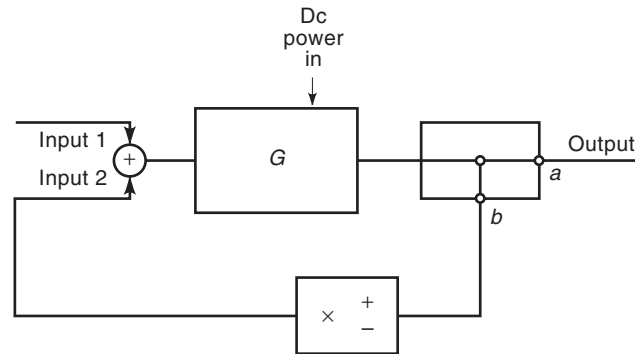 Dc
power
in
Input 1
+
Input 2
G
Output
a
b
× +
−